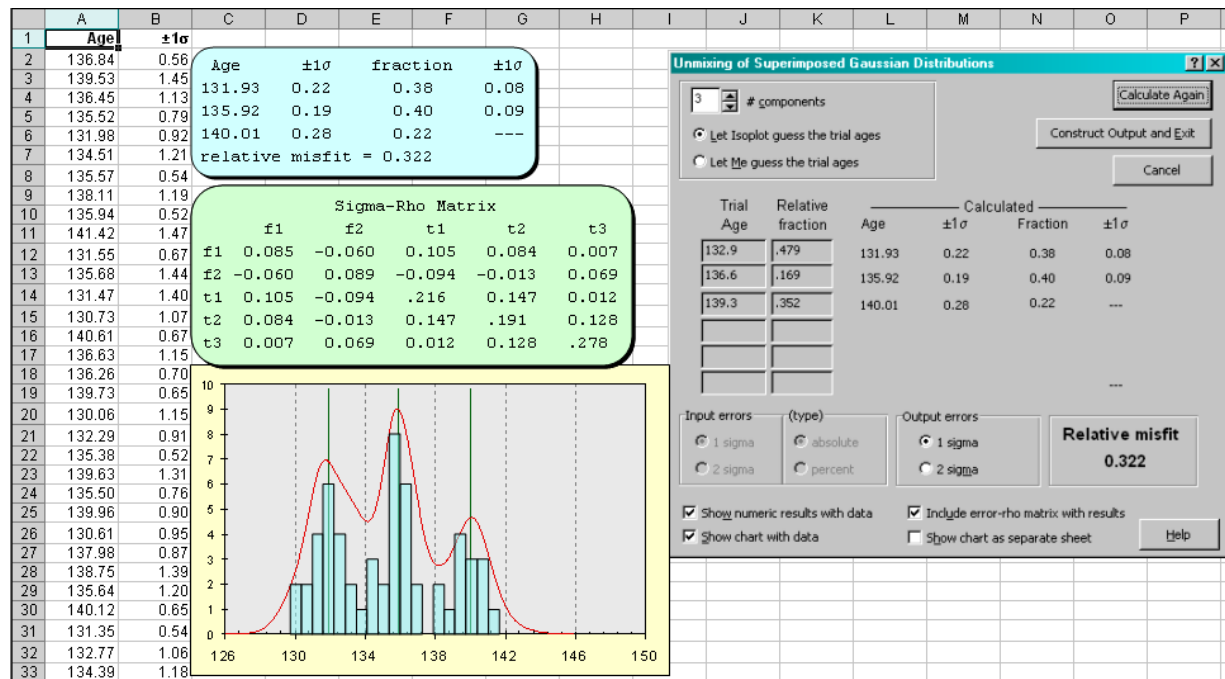 A B C D E F G H I J K L M N O P
1 Age ±1σ
2 136.84 0.56
3 139.53 1.45
4 136.45 1.13
5 135.52 0.79
6 131.98 0.92
7 134.51 1.21
8 135.57 0.54
9 138.11 1.19
10 135.94 0.52
11 141.42 1.47
12 131.55 0.67
13 135.68 1.44
14 131.47 1.40
15 130.73 1.07
16 140.61 0.67
17 136.63 1.15
18 136.26 0.70
19 139.73 0.65
20 130.06 1.15
21 132.29 0.91
22 135.38 0.52
23 139.63 1.31
24 135.50 0.76
25 139.96 0.90
26 130.61 0.95
27 137.98 0.87
28 138.75 1.39
29 135.64 1.20
30 140.12 0.65
31 131.35 0.54
32 132.77 1.06
33 134.39 1.18
Age ±1σ fraction ±1σ
131.93 0.22 0.38 0.08
135.92 0.19 0.40 0.09
140.01 0.28 0.22 ---
relative misfit = 0.322
Sigma-Rho Matrix
f1 f2 t1 t2 t3
f1 0.085 -0.060 0.105 0.084 0.007
f2 -0.060 0.089 -0.094 -0.013 0.069
t1 0.105 -0.094 .216 0.147 0.012
t2 0.084 -0.013 0.147 .191 0.128
t3 0.007 0.069 0.012 0.128 .278
10
9
8
7
6
5
4
3
2
1
0
126 130 134 138 142 146 150
Unmixing of Superimposed Gaussian Distributions
3 # components
Let Isoplot guess the trial ages
Let Me guess the trial ages
Calculate Again
Construct Output and Exit
Cancel
Trial Relative Calculated
Age fraction Age ±1σ Fraction ±1σ
132.9 .479 131.93 0.22 0.38 0.08
136.6 .169 135.92 0.19 0.40 0.09
139.3 .352 140.01 0.28 0.22 ---
---
Input errors (type) Output errors
1 sigma absolute 1 sigma
2 sigma percent 2 sigma
Relative misfit
0.322
Show numeric results with data Include error-rho matrix with results
Show chart with data Show chart as separate sheet
Help